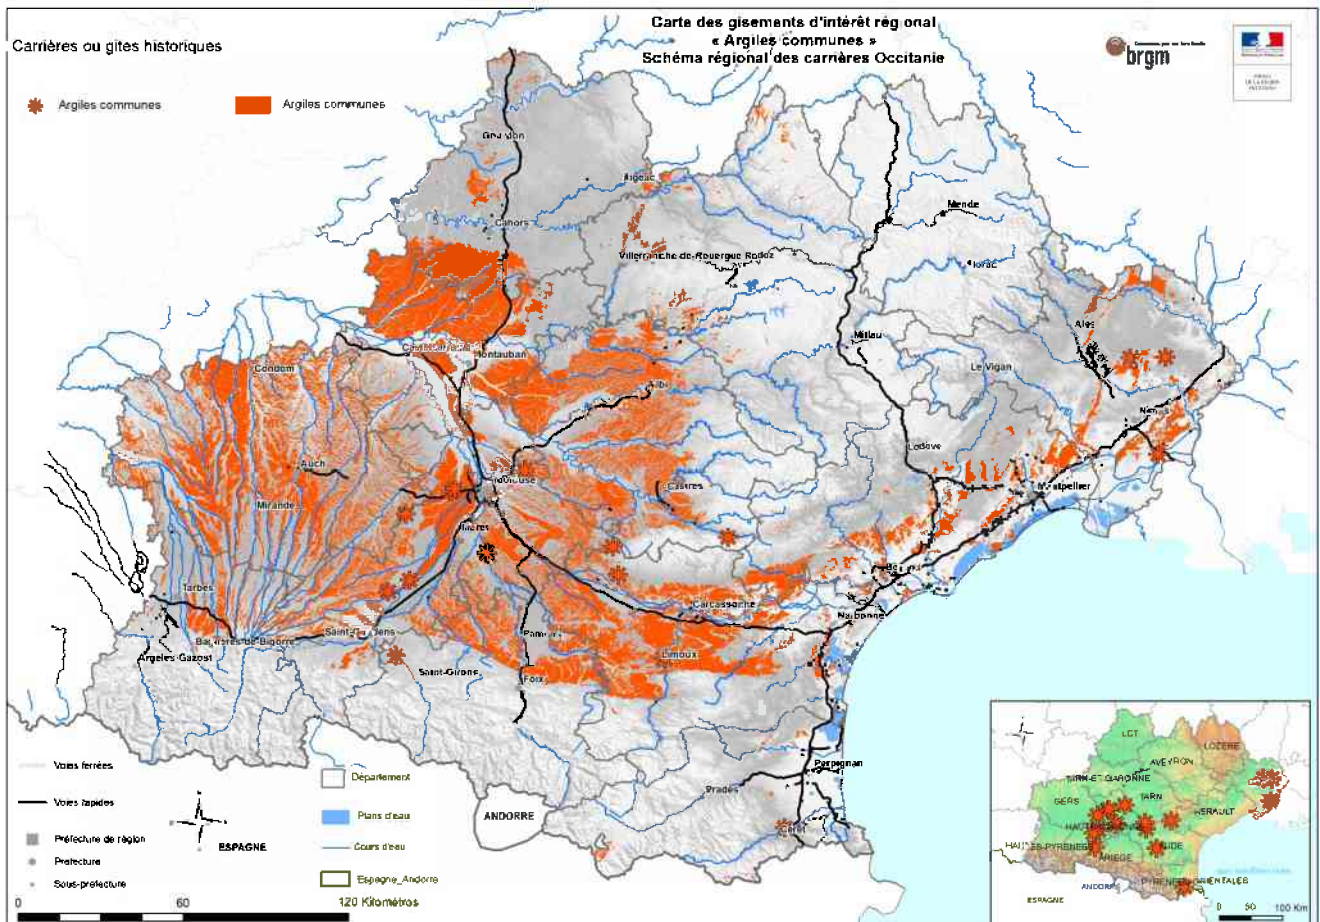 Carte des gisements d'intérêt régional
« Argiles communes »
Schéma régional des carrières Occitanie
Carrières ou gites historiques
Argiles communes
Argiles communes
brgm
Gourdon
Figeac
Cahors
Mende
Villefranche-de-Rouergue Rodez
Florac
Alès
Millau
Le Vigan
Montauban
Condom
Albi
Nîmes
Lodève
Auch
Toulouse
Castres
Montpellier
Mirande
Muret
Béziers
Tarbes
Carcassonne
Narbonne
Bagnères-de-Bigorre
Saint-Gaudens
Pamiers
Argelès-Gazost
Saint-Girons
Limoux
Foix
Perpignan
Prades
Céret
ANDORRE
ESPAGNE
Voies ferrées
Voies rapides
Préfecture de région
Préfecture
Sous-préfecture
Département
Plans d'eau
Cours d'eau
Espagne_Andorre
0 60 120 Kilomètres
LOT
LOZERE
AVEYRON
TARN-ET-GARONNE
GERS
TARN
HERAULT
HAUTES-PYRENEES
AUDE
ARIEGE
PYRENEES-ORIENTALES
ANDORRE
ESPAGNE
0 50 100 Km